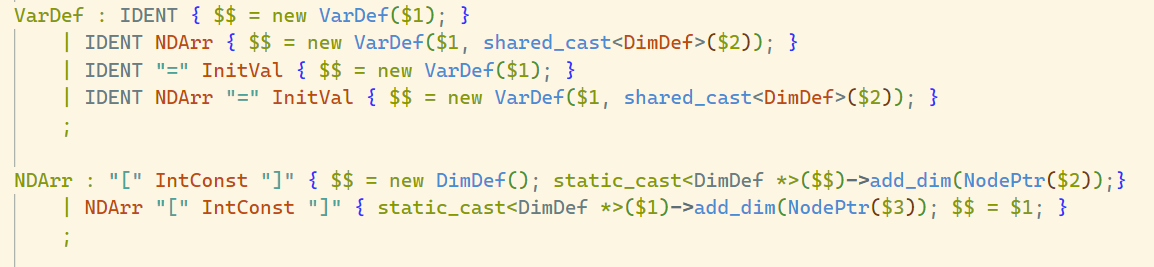 VarDef : IDENT { $$ = new VarDef($1); }
| IDENT NDArr { $$ = new VarDef($1, shared_cast<DimDef>($2)); }
| IDENT "=" InitVal { $$ = new VarDef($1); }
| IDENT NDArr "=" InitVal { $$ = new VarDef($1, shared_cast<DimDef>($2)); }
;
NDArr : "[" IntConst "]" { $$ = new DimDef(); static_cast<DimDef *>($$)->add_dim(NodePtr($2));}
| NDArr "[" IntConst "]" { static_cast<DimDef *>($1)->add_dim(NodePtr($3)); $$ = $1; }
;